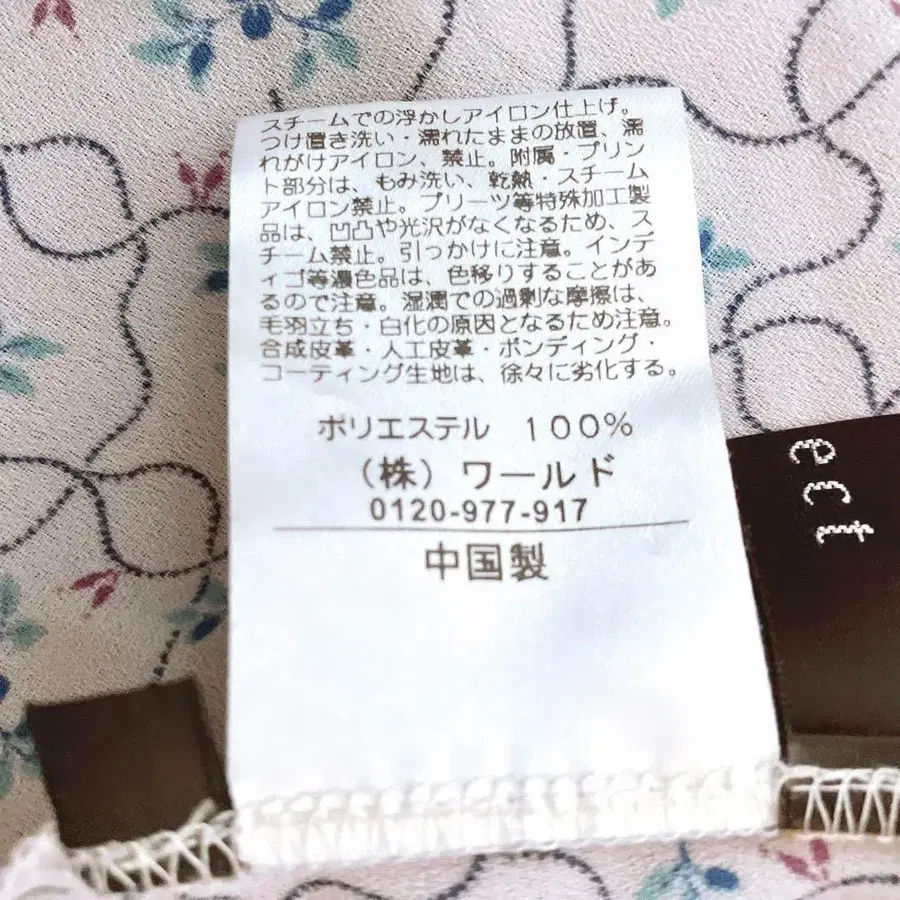 スチームでの浮かしアイロン仕上げ。
つけ置き洗い・濡れたままの放置、濡
れがけアイロン、禁止。附属・プリン
ト部分は、もみ洗い、乾熱・スチーム
アイロン禁止。プリーツ等特殊加工製
品は、凹凸や光沢がなくなるため、ス
チーム禁止。引っかけに注意。インデ
ィゴ等濃色品は、色移りすることがあ
るので注意。湿潤での過剰な摩擦は、
毛羽立ち・白化の原因となるため注意。
合成皮革・人工皮革・ボンディング・
コーティング生地は、徐々に劣化する。
ポリエステル 100%
(株) ワールド
0120-977-917
中国製
ect